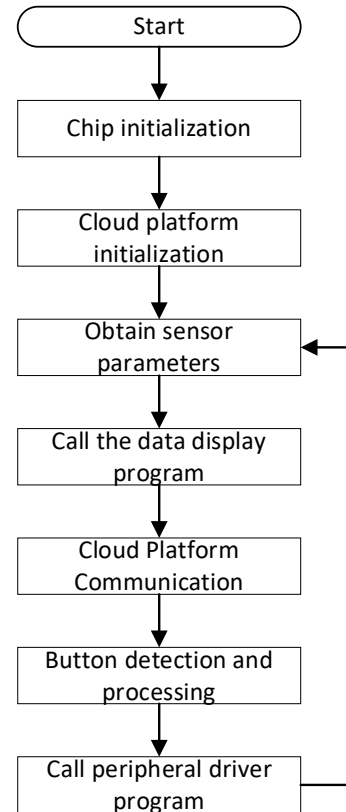 Start
Chip initialization
Cloud platform
initialization
Obtain sensor
parameters
Call the data display
program
Cloud Platform
Communication
Button detection and
processing
Call peripheral driver
program